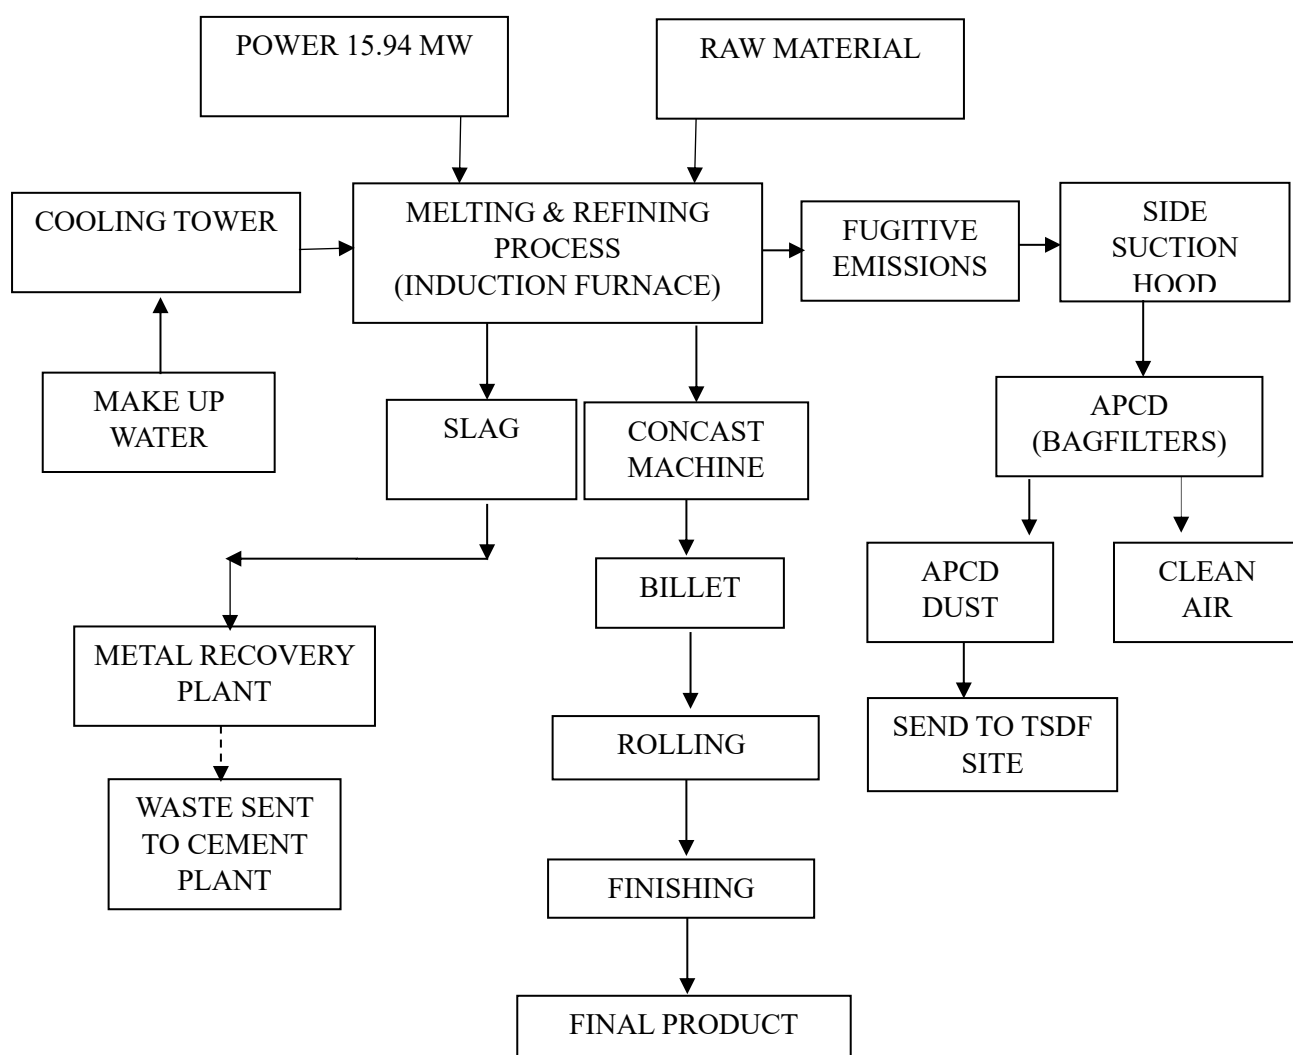 POWER 15.94 MW
RAW MATERIAL
COOLING TOWER
MELTING & REFINING
PROCESS
(INDUCTION FURNACE)
FUGITIVE
EMISSIONS
SIDE
SUCTION
HOOD
MAKE UP
WATER
SLAG
CONCAST
MACHINE
APCD
(BAGFILTERS)
BILLET
APCD
DUST
CLEAN
AIR
METAL RECOVERY
PLANT
ROLLING
SEND TO TSDF
SITE
WASTE SENT
TO CEMENT
PLANT
FINISHING
FINAL PRODUCT